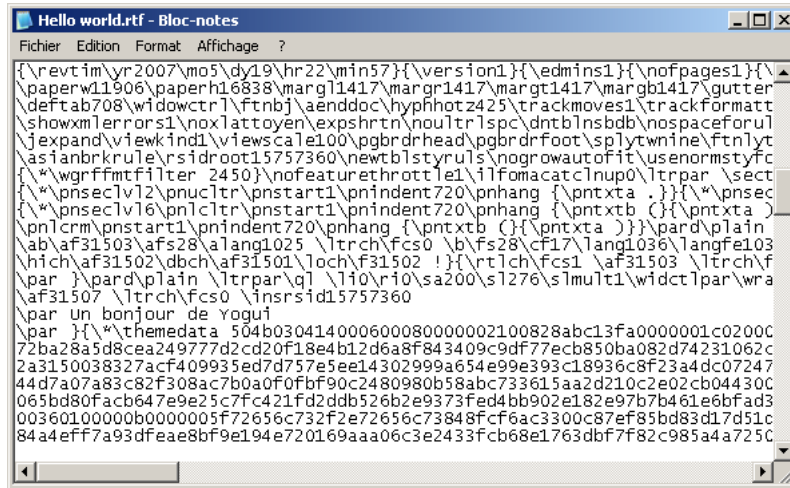 Hello world.rtf - Bloc-notes
Fichier Edition Format Affichage ?
{\revtim\yr2007\mo5\dy19\hr22\min57}{\version1}{\edmins1}{\nofpages1}{\
\paperw11906\paperh16838\margl1417\margr1417\margt1417\margb1417\gutter
\deftab708\widowctrl\ftnbj\aenddoc\hyphhotz425\trackmoves1\trackformatt
\showxmlerrors1\noxlattoyen\expshrtn\noultrlspc\dntblnsbdb\nospaceforul
\jexpand\viewkind1\viewscale100\pgbrdrhead\pgbrdrfoot\splytwnine\ftnlyt
\asianbrkrule\rsidroot15757360\newtblstyruls\nogrowautofit\usenormstyfc
{\*\wgrffmtfilter 2450}\nofeaturethrottle1\ilfomacatclnup0\ltrpar \sect
{\*\pnseclvl2\pnucltr\pnstart1\pnindent720\pnhang {\pntxta .}}{\*\pnsec
{\*\pnseclvl6\pnlcltr\pnstart1\pnindent720\pnhang {\pntxtb (}{\pntxta )
\pnlcrm\pnstart1\pnindent720\pnhang {\pntxtb (}{\pntxta )}}\pard\plain
\ab\af31503\afs28\alang1025 \ltrch\fcs0 \b\fs28\cf17\lang1036\langfe103
\hich\af31502\dbch\af31501\loch\f31502 !}{\rtlch\fcs1 \af31503 \ltrch\f
\par }\pard\plain \ltrpar\ql \li0\ri0\sa200\sl276\slmult1\widctlpar\wra
\af31507 \ltrch\fcs0 \insrsid15757360
\par Un bonjour de Yogui
\par }{\*\themedata 504b030414000600080000002100828abc13fa0000001c02000
72ba28a5d8cea249777d2cd20f18e4b12d6a8f843409c9df77ecb850ba082d74231062c
2a3150038327acf409935ed7d757e5ee14302999a654e99e393c18936c8f23a4dc07247
44d7a07a83c82f308ac7b0a0f0fbf90c2480980b58abc733615aa2d210c2e02cb044300
065bd80facb647e9e25c7fc421fd2ddb526b2e9373fed4bb902e182e97b7b461e6bfad3
00360100000b0000005f72656c732f2e72656c73848fcf6ac3300c87ef85bd83d17d51d
84a4eff7a93dfeae8bf9e194e720169aaa06c3e2433fcb68e1763dbf7f82c985a4a7250